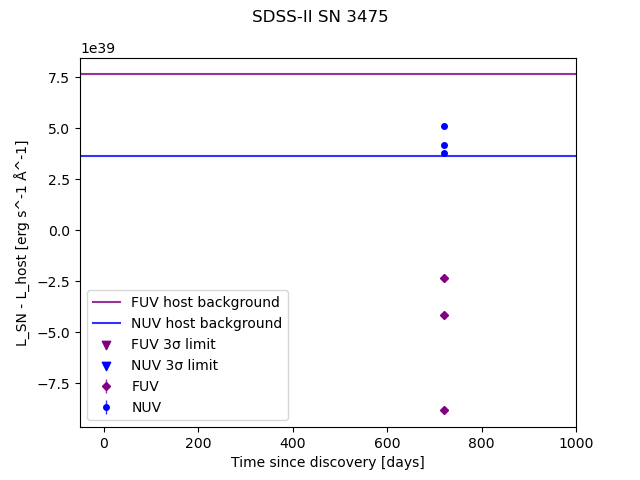 SDSS-II SN 3475
1e39
7.5
5.0
2.5
0.0
−2.5
−5.0
−7.5
L_SN - L_host [erg s^-1 Å^-1]
FUV host background
NUV host background
FUV 3σ limit
NUV 3σ limit
FUV
NUV
0 200 400 600 800 1000
Time since discovery [days]